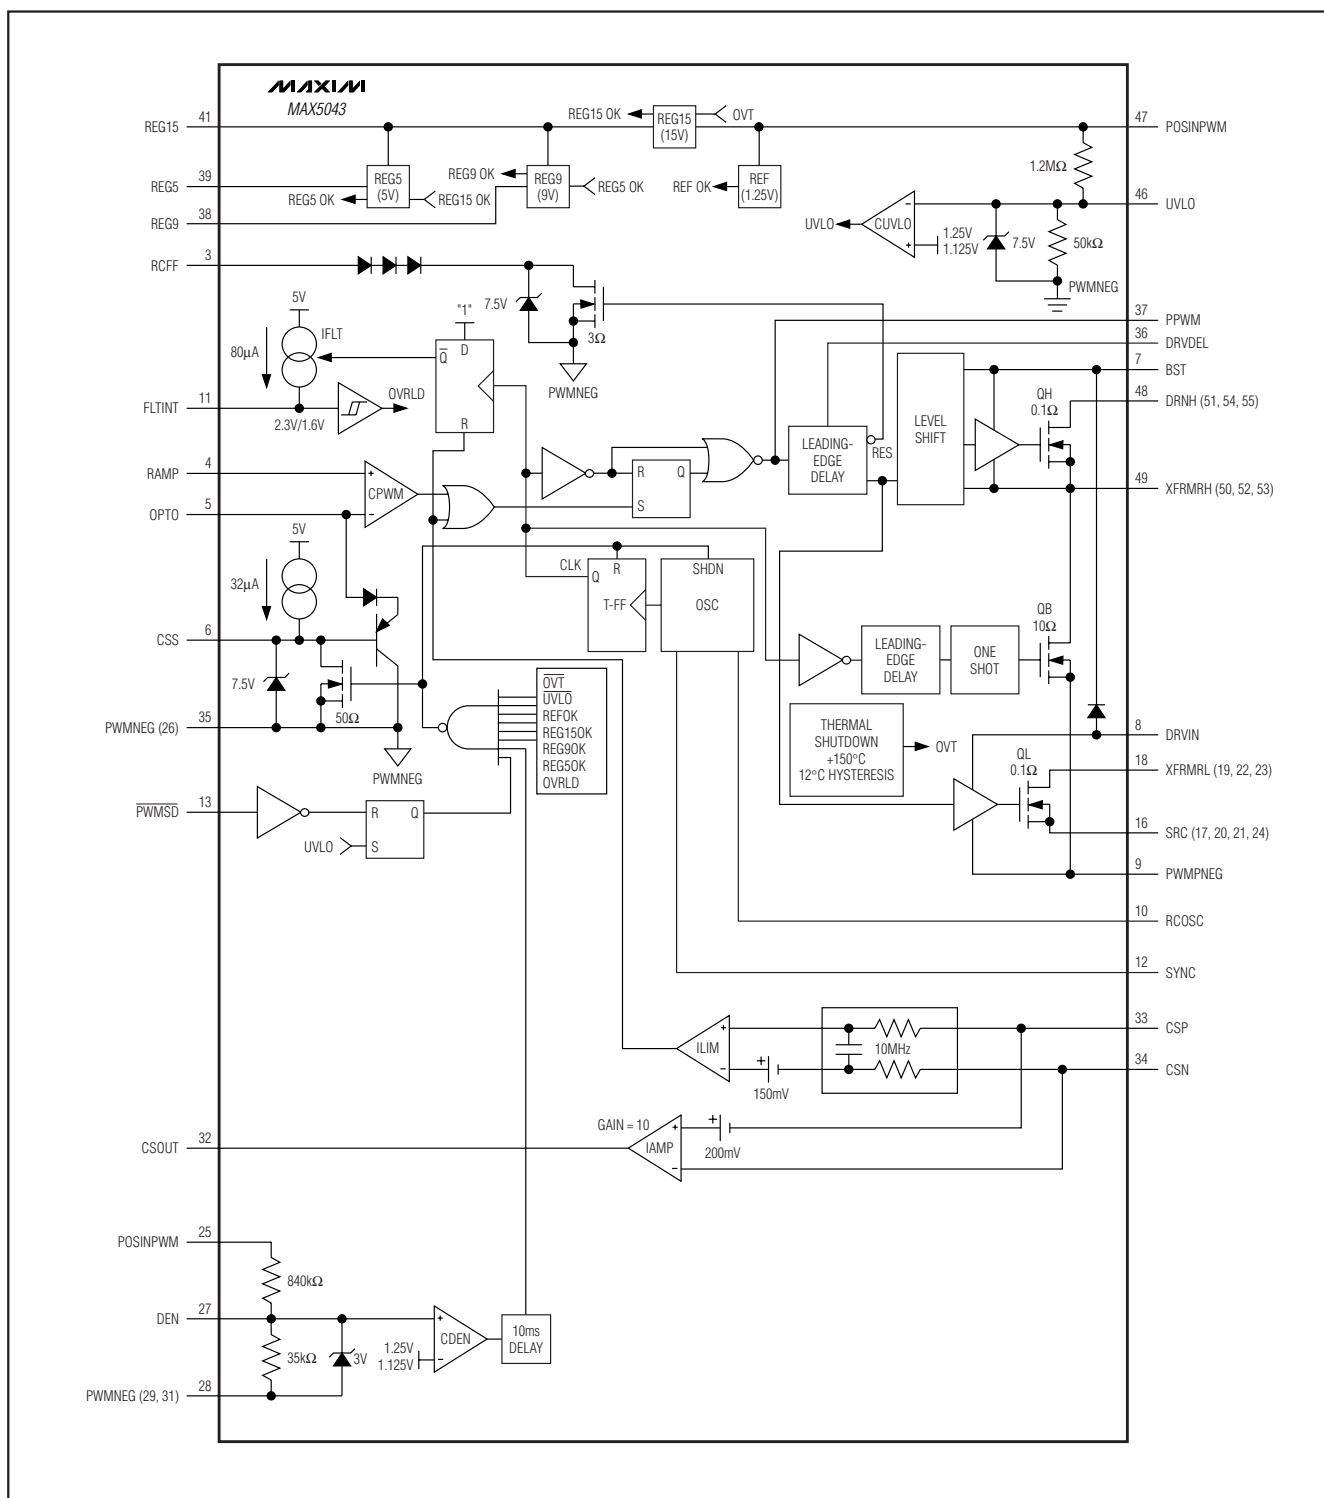 MAXIM
MAX5043
REG15 41
REG15 OK
REG15
(15V)
OVT
47 POSINPWM
1.2MΩ
REG5 39
REG5
(5V)
REG5 OK
REG15 OK
REG9 OK
REG9
(9V)
REG5 OK
REF OK
REF
(1.25V)
46 UVLO
REG9 38
UVLO
CUVLO
−
+
1.25V
1.125V
7.5V
50kΩ
PWMNEG
RCFF 3
7.5V
3Ω
PWMNEG
5V
IFLT
80µA
"1"
D
Q̅
R
37 PPWM
36 DRVDEL
7 BST
FLTINT 11
2.3V/1.6V
OVRLD
LEADING-
EDGE
DELAY
RES
LEVEL
SHIFT
QH
0.1Ω
48 DRNH (51, 54, 55)
RAMP 4
+
CPWM
−
R
Q
S
49 XFRMRH (50, 52, 53)
OPTO 5
5V
32µA
CLK
Q
R
T-FF
SHDN
OSC
CSS 6
7.5V
50Ω
LEADING-
EDGE
DELAY
ONE
SHOT
QB
10Ω
PWMNEG (26) 35
PWMNEG
O̅V̅T̅
U̅V̅L̅O̅
REFOK
REG15OK
REG9OK
REG5OK
OVRLD
THERMAL
SHUTDOWN
+150°C
12°C HYSTERESIS
OVT
8 DRVIN
QL
0.1Ω
18 XFRMRL (19, 22, 23)
P̅W̅M̅S̅D̅ 13
R
Q
S
UVLO
16 SRC (17, 20, 21, 24)
9 PWMPNEG
10 RCOSC
12 SYNC
ILIM
+
−
+
150mV
10MHz
33 CSP
34 CSN
CSOUT 32
GAIN = 10
IAMP
+
−
+
200mV
POSINPWM 25
840kΩ
DEN 27
35kΩ
3V
1.25V
1.125V
+
CDEN
−
10ms
DELAY
PWMNEG (29, 31) 28